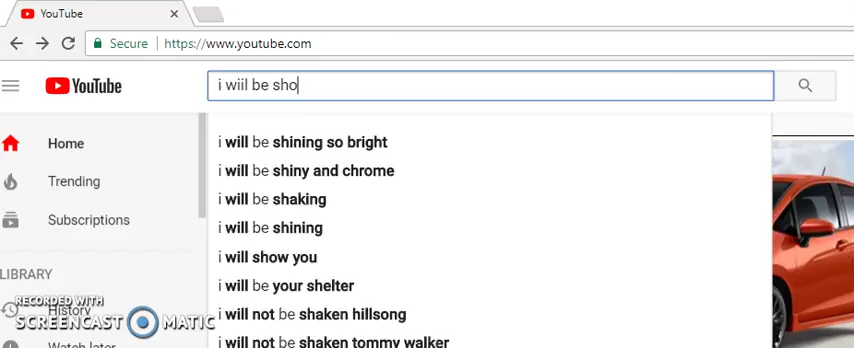 YouTube
Secure https://www.youtube.com
YouTube
i wiil be sho
Home
Trending
Subscriptions
LIBRARY
History
Watch later
i will be shining so bright
i will be shiny and chrome
i will be shaking
i will be shining
i will show you
i will be your shelter
i will not be shaken hillsong
i will not be shaken tommy walker
RECORDED WITH
SCREENCAST MATIC